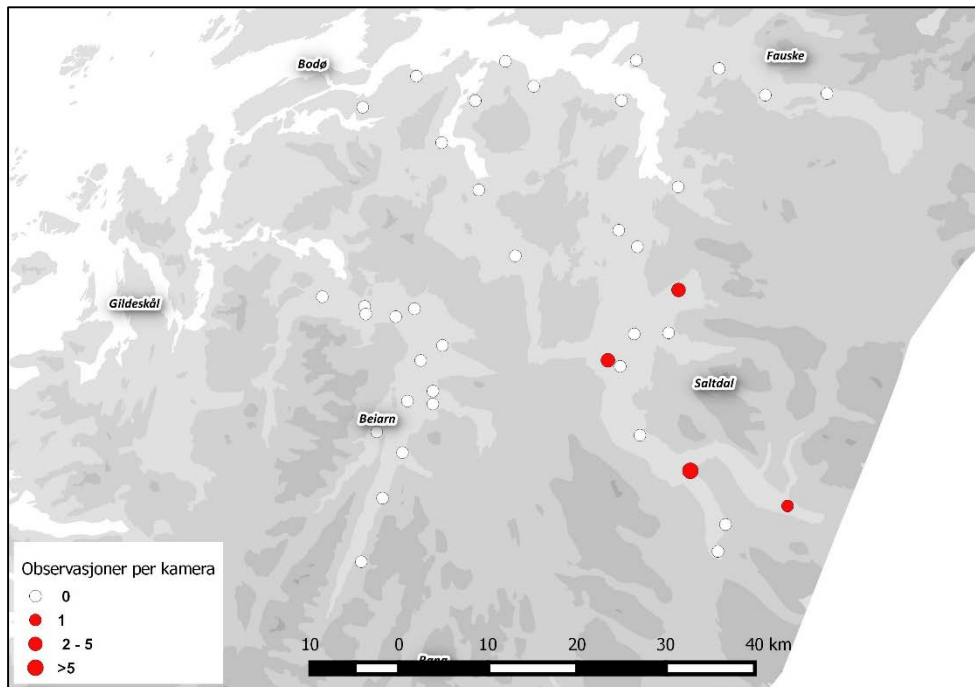 Bodø
Fauske
Gildeskål
Saltdal
Beiarn
Observasjoner per kamera
0
1
2 - 5
>5
10 0 10 20 30 40 km